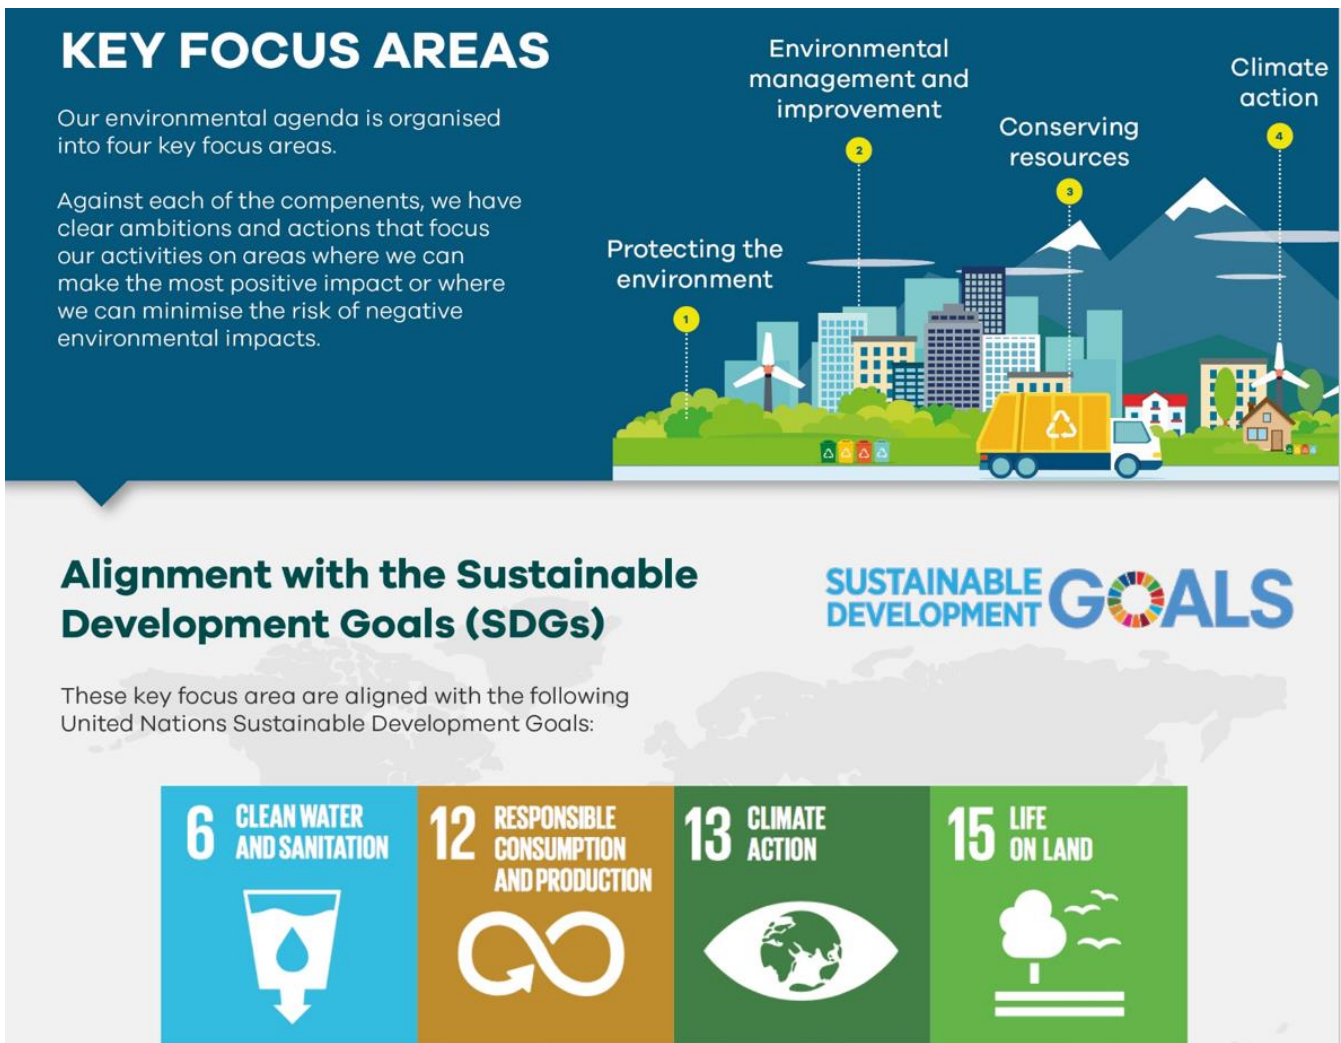 KEY FOCUS AREAS
Our environmental agenda is organised
into four key focus areas.
Against each of the compenents, we have
clear ambitions and actions that focus
our activities on areas where we can
make the most positive impact or where
we can minimise the risk of negative
environmental impacts.
Protecting the
environment
1
Environmental
management and
improvement
2
Conserving
resources
3
Climate
action
4
Alignment with the Sustainable
Development Goals (SDGs)
SUSTAINABLE
DEVELOPMENT
GOALS
These key focus area are aligned with the following
United Nations Sustainable Development Goals:
6 CLEAN WATER
AND SANITATION
12 RESPONSIBLE
CONSUMPTION
AND PRODUCTION
13 CLIMATE
ACTION
15 LIFE
ON LAND